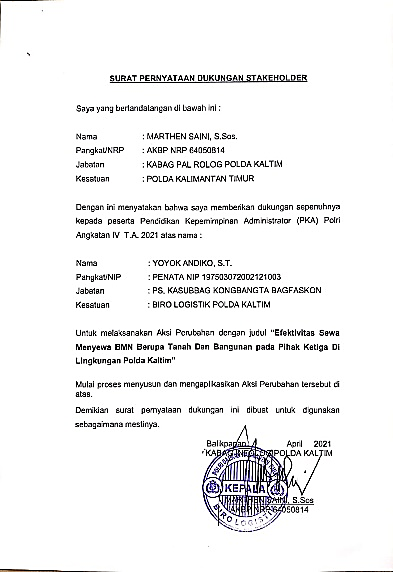 SURAT PERNYATAAN DUKUNGAN STAKEHOLDER
Saya yang bertandatangan di bawah ini :
Nama : MARTHEN SAINI, S.Sos.
Pangkat/NRP : AKBP NRP 64050814
Jabatan : KABAG PAL ROLOG POLDA KALTIM
Kesatuan : POLDA KALIMANTAN TIMUR
Dengan ini menyatakan bahwa saya memberikan dukungan sepenuhnya
kepada peserta Pendidikan Kepemimpinan Administrator (PKA) Polri
Angkatan IV T.A. 2021 atas nama :
Nama : YOYOK ANDIKO, S.T.
Pangkat/NIP : PENATA NIP 197503072002121003
Jabatan : PS. KASUBBAG KONGBANGTA BAGFASKON
Kesatuan : BIRO LOGISTIK POLDA KALTIM
Untuk melaksanakan Aksi Perubahan dengan judul "Efektivitas Sewa
Menyewa BMN Berupa Tanah Dan Bangunan pada Pihak Ketiga Di
Lingkungan Polda Kaltim"
Mulai proses menyusun dan mengaplikasikan Aksi Perubahan tersebut di
atas.
Demikian surat pernyataan dukungan ini dibuat untuk digunakan
sebagaimana mestinya.
Balikpapan, April 2021
POLDA KALTIM
KEPALA
MARTHEN SAINI, S.Sos
AKBP NRP 64050814
BIRO LOGISTIK